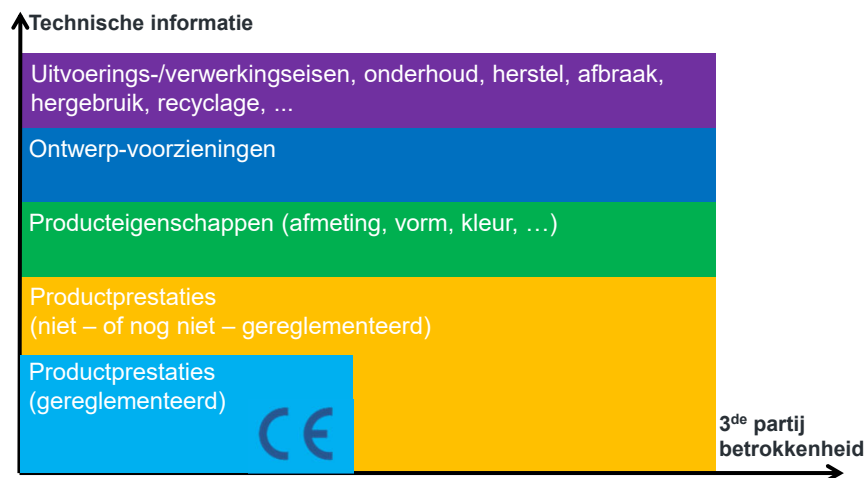 Technische informatie
Uitvoerings-/verwerkingseisen, onderhoud, herstel, afbraak,
hergebruik, recyclage, ...
Ontwerp-voorzieningen
Producteigenschappen (afmeting, vorm, kleur, …)
Productprestaties
(niet – of nog niet – gereglementeerd)
Productprestaties
(gereglementeerd)
CE
3de partij
betrokkenheid